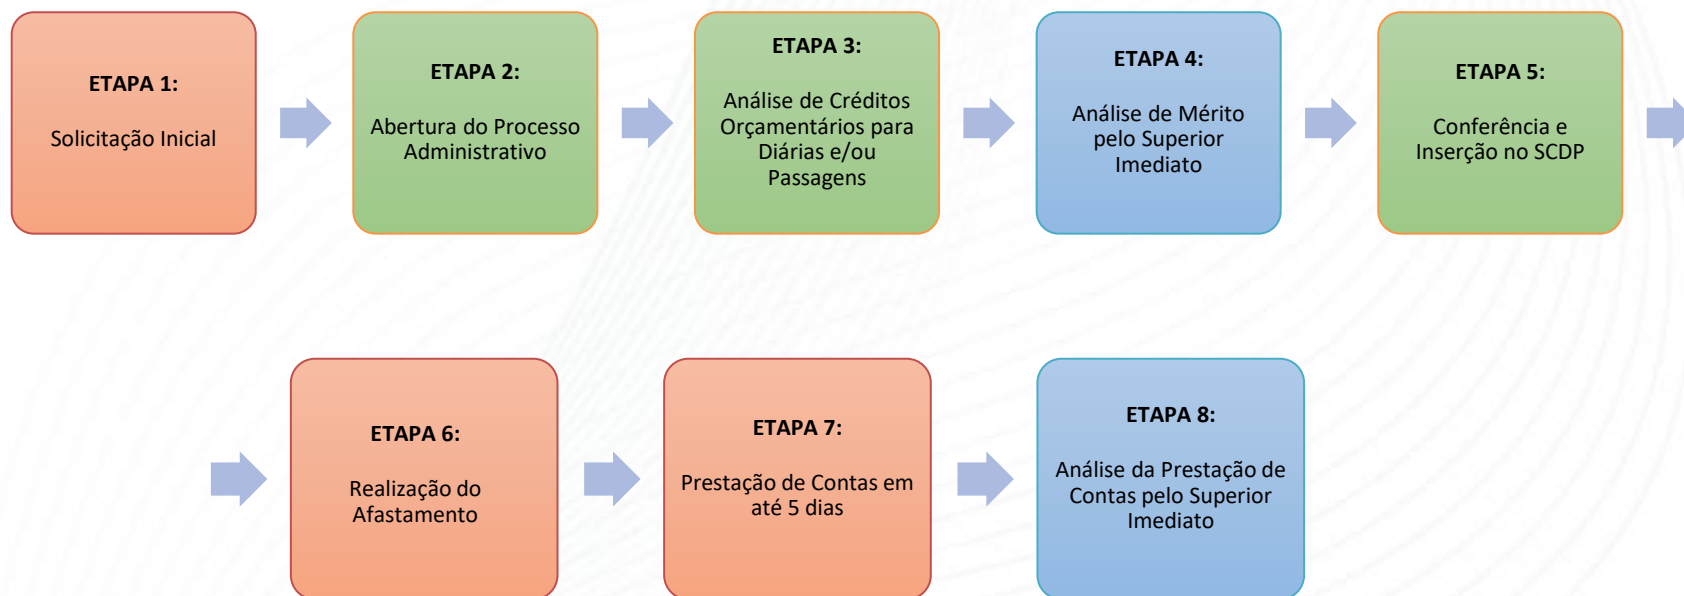 ETAPA 1:
Solicitação Inicial
ETAPA 2:
Abertura do Processo
Administrativo
ETAPA 3:
Análise de Créditos
Orçamentários para
Diárias e/ou
Passagens
ETAPA 4:
Análise de Mérito
pelo Superior
Imediato
ETAPA 5:
Conferência e
Inserção no SCDP
ETAPA 6:
Realização do
Afastamento
ETAPA 7:
Prestação de Contas em
até 5 dias
ETAPA 8:
Análise da Prestação de
Contas pelo Superior
Imediato